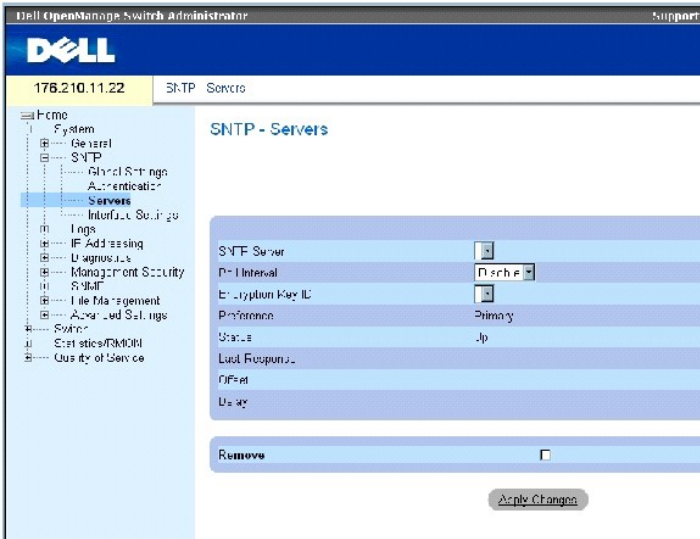 Dell OpenManage Switch Administrator
Support
DELL
176.210.11.22
SNTP Servers
Home
System
General
SNTP
Global Settings
Authentication
Servers
Interface Settings
Logs
IP Addressing
Diagnostics
Management Security
SNMP
File Management
Advanced Settings
Switch
Statistics/RMON
Quality of Service
SNTP - Servers
SNTP Server
Poll Interval
Disable
Encryption Key ID
Preference
Primary
Status
Up
Last Response
Offset
Delay
Remove
Apply Changes